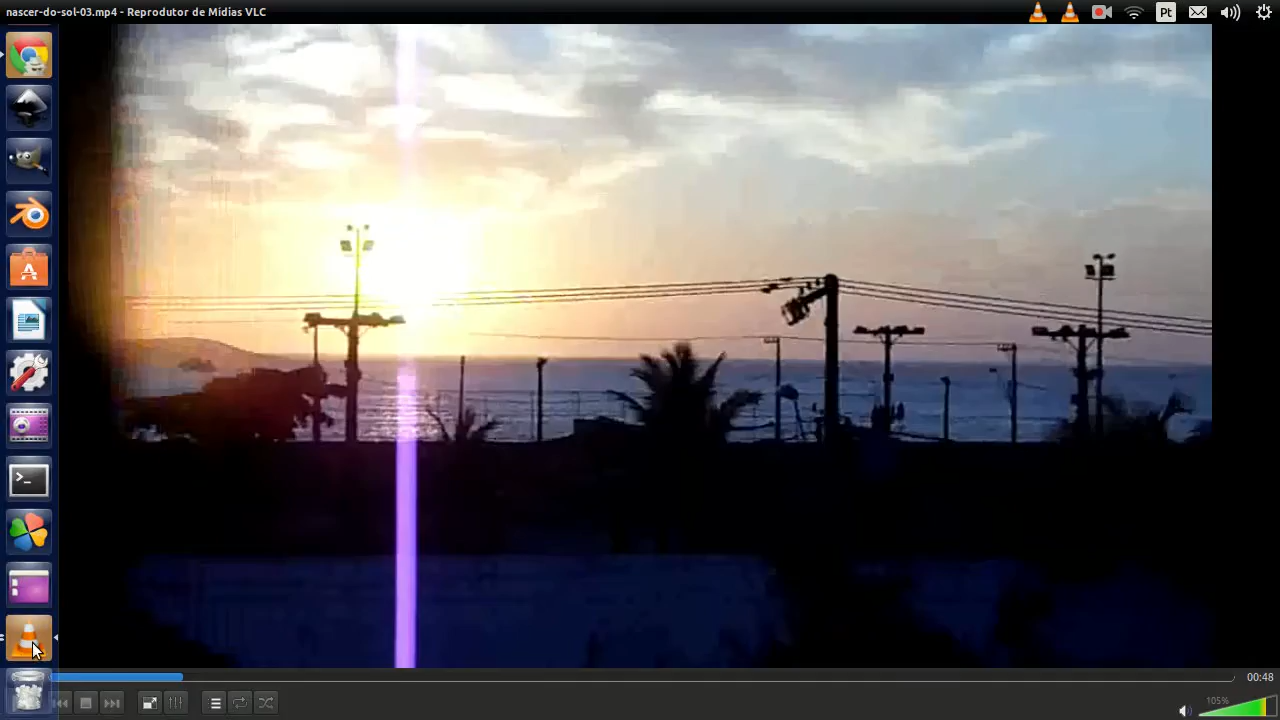 nascer-do-sol-03.mp4 - Reprodutor de Mídias VLC
Pt
00:48
105%